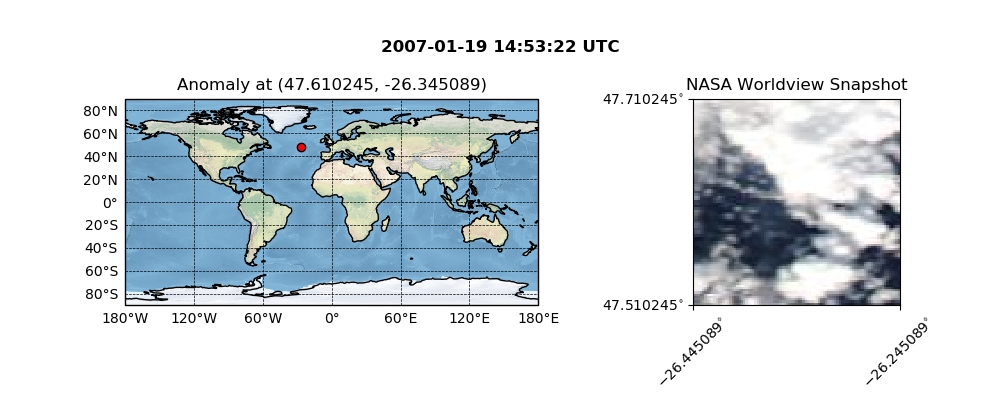 2007-01-19 14:53:22 UTC
Anomaly at (47.610245, -26.345089)
80°N
60°N
40°N
20°N
0°
20°S
40°S
60°S
80°S
180°W 120°W 60°W 0° 60°E 120°E 180°E
NASA Worldview Snapshot
47.710245°
47.510245°
−26.445089°
−26.245089°